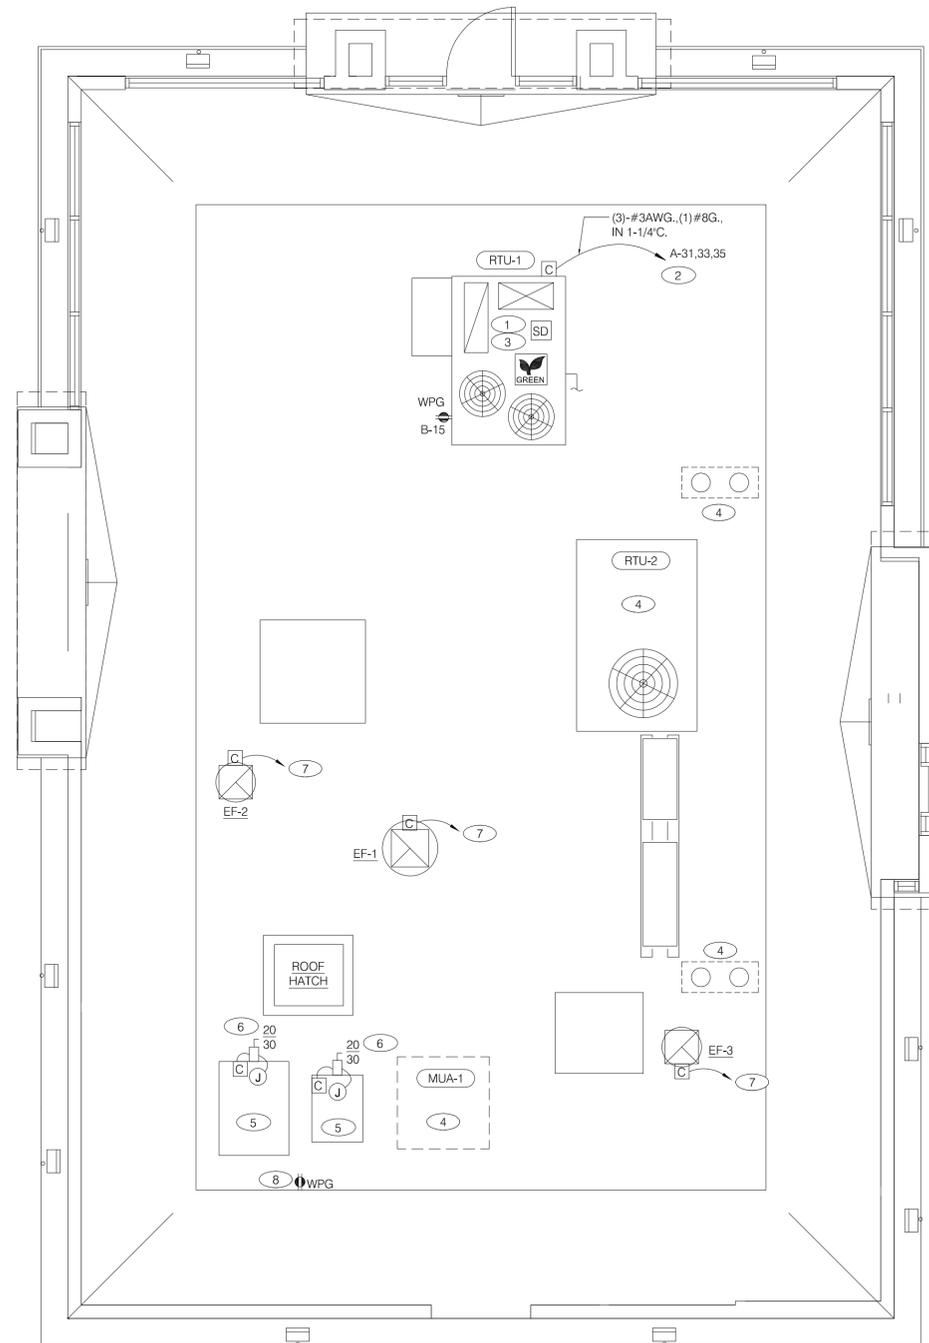 (3)-#3AWG.,(1)#8G.,
IN 1-1/4"C.
RTU-1
C
A-31,33,35
2
1
SD
3
GREEN
WPG
B-15
4
RTU-2
4
C
7
EF-2
C
7
EF-1
4
ROOF
HATCH
6
20
30
20
30
6
C
J
C
J
MUA-1
EF-3
C
7
5
5
4
8
WPG